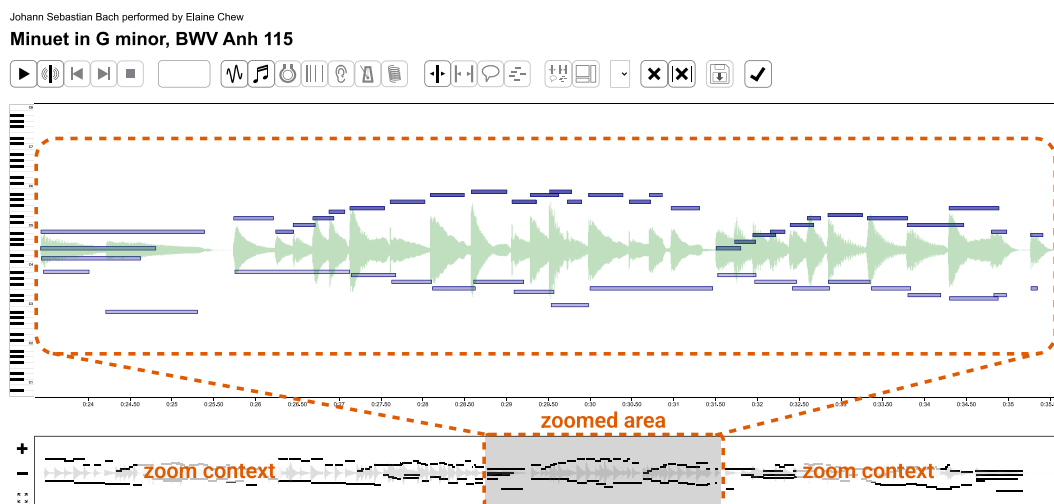 Johann Sebastian Bach performed by Elaine Chew
Minuet in G minor, BWV Anh 115
0:24 0:24.50 0:25 0:25.50 0:26 0:26.50 0:27 0:27.50 0:28 0:28.50 0:29 0:29.50 0:30 0:30.50 0:31 0:31.50 0:32 0:32.50 0:33 0:33.50 0:34 0:34.50 0:35
zoomed area
zoom context zoom context